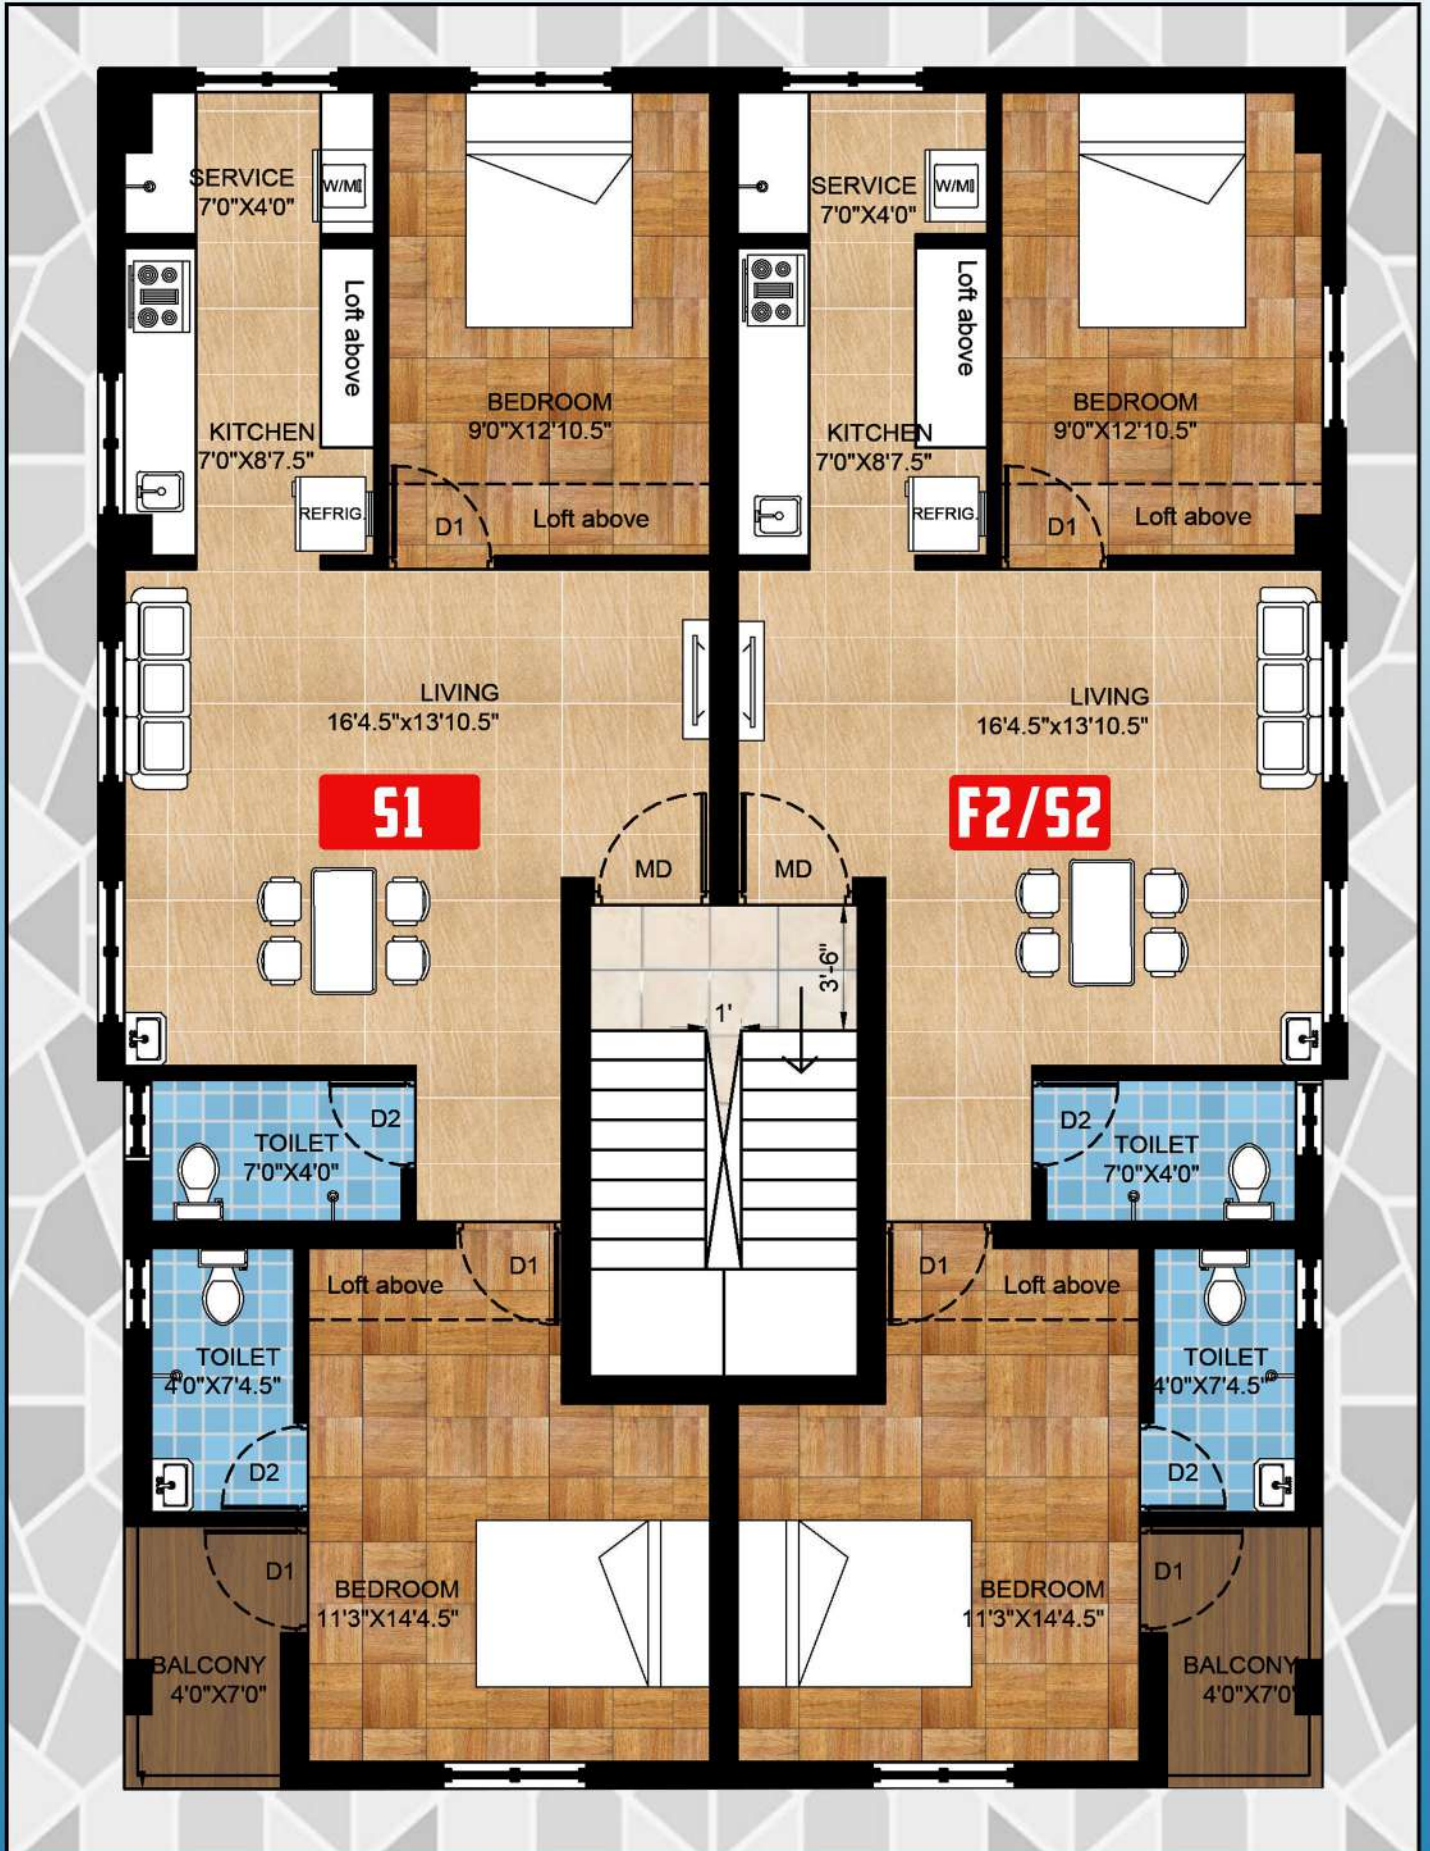 SERVICE
7'0"X4'0"
W/M
SERVICE
7'0"X4'0"
W/M
Loft above
Loft above
BEDROOM
9'0"X12'10.5"
BEDROOM
9'0"X12'10.5"
KITCHEN
7'0"X8'7.5"
KITCHEN
7'0"X8'7.5"
REFRIG.
D1
Loft above
REFRIG.
D1
Loft above
LIVING
16'4.5"x13'10.5"
LIVING
16'4.5"x13'10.5"
S1
F2/S2
MD
MD
3'-6"
1'
D2
TOILET
7'0"X4'0"
D2
TOILET
7'0"X4'0"
D1
Loft above
D1
Loft above
TOILET
4'0"X7'4.5"
TOILET
4'0"X7'4.5"
D2
D2
D1
BEDROOM
11'3"X14'4.5"
BEDROOM
11'3"X14'4.5"
D1
BALCONY
4'0"X7'0"
BALCONY
4'0"X7'0"